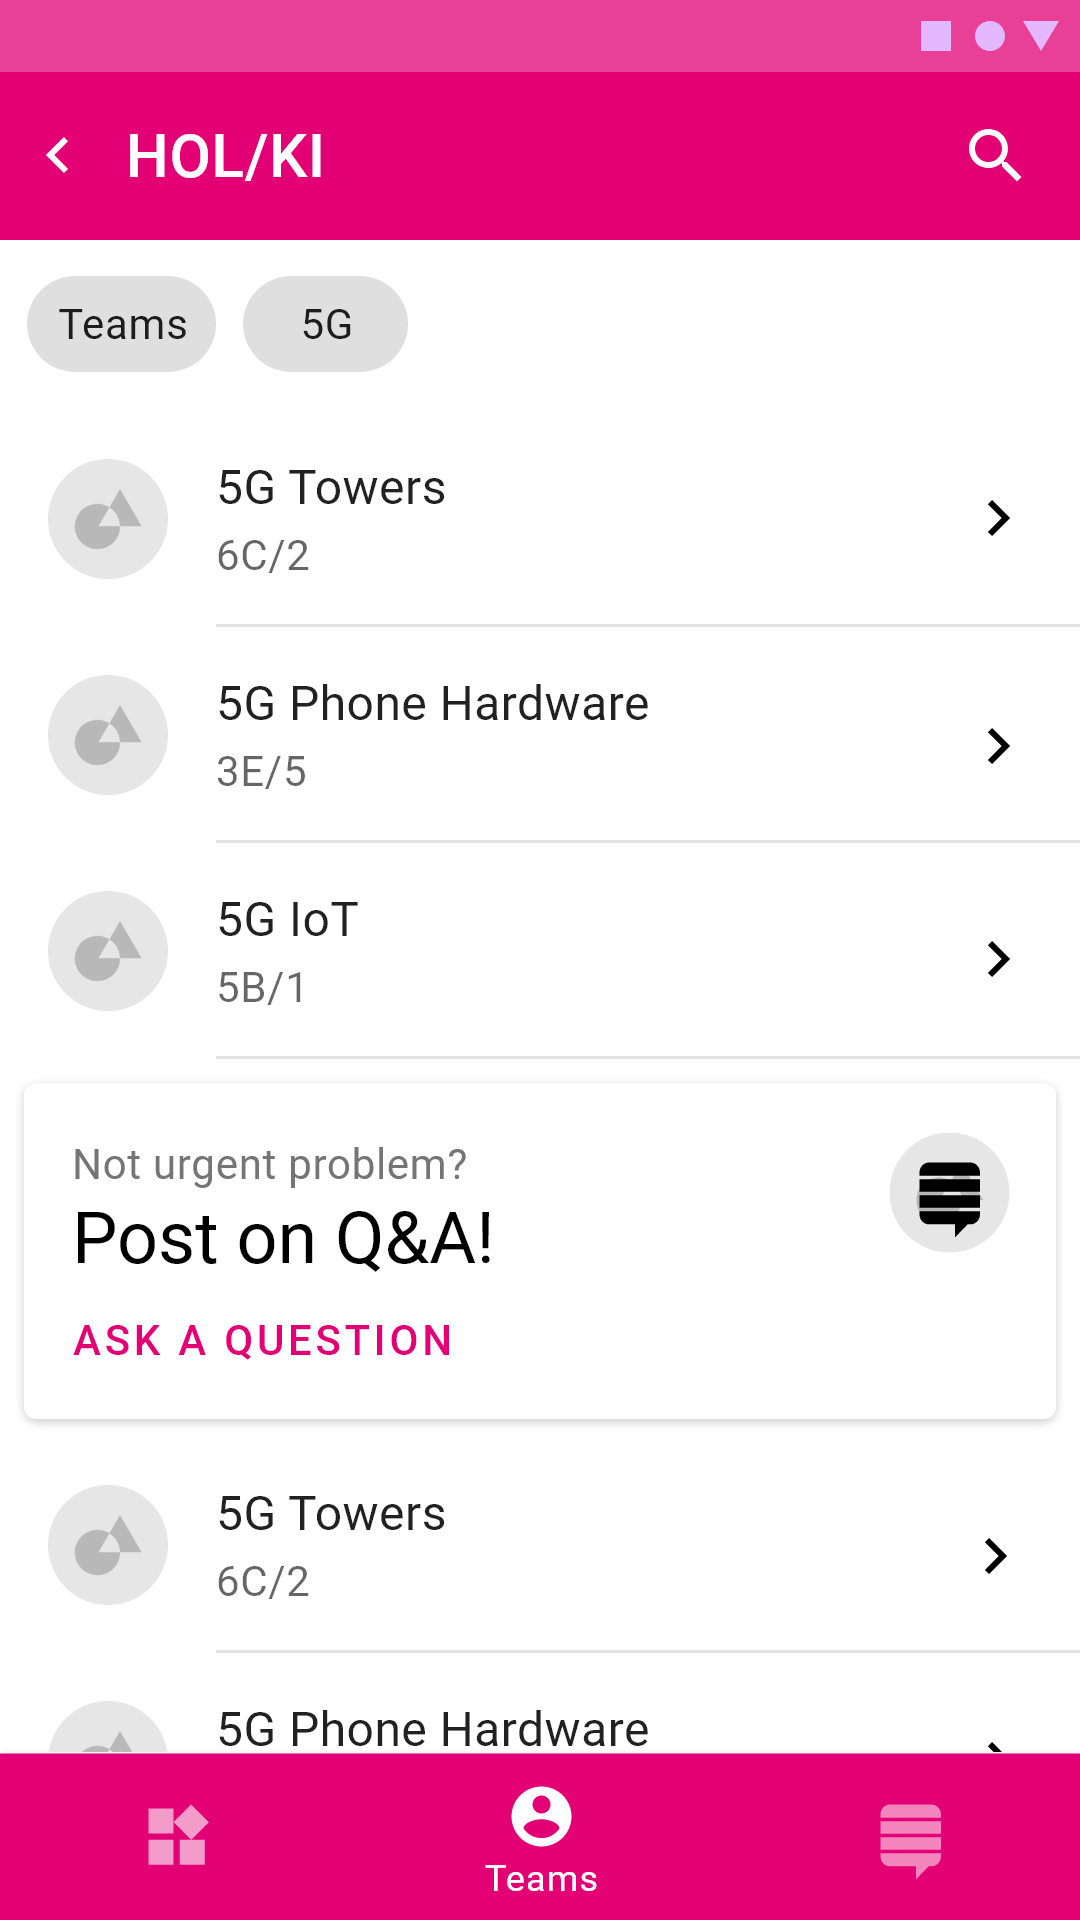 HOL/KI
Teams
5G
5G Towers
6C/2
5G Phone Hardware
3E/5
5G IoT
5B/1
Not urgent problem?
Post on Q&A!
ASK A QUESTION
5G Towers
6C/2
5G Phone Hardware
Teams